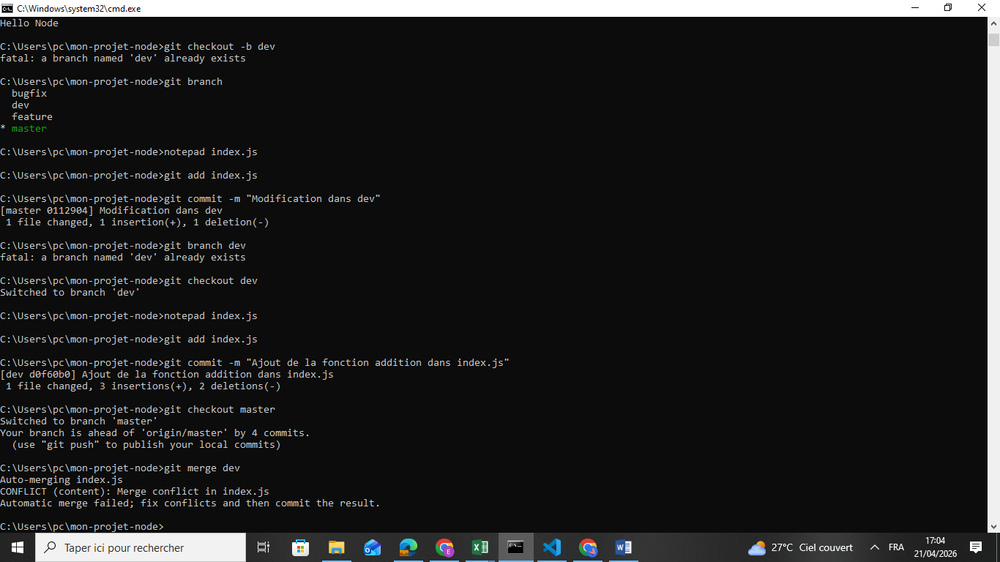 C:\Windows\system32\cmd.exe
Hello Node
C:\Users\pc\mon-projet-node>git checkout -b dev
fatal: a branch named 'dev' already exists
C:\Users\pc\mon-projet-node>git branch
  bugfix
  dev
  feature
* master
C:\Users\pc\mon-projet-node>notepad index.js
C:\Users\pc\mon-projet-node>git add index.js
C:\Users\pc\mon-projet-node>git commit -m "Modification dans dev"
[master 0112904] Modification dans dev
 1 file changed, 1 insertion(+), 1 deletion(-)
C:\Users\pc\mon-projet-node>git branch dev
fatal: a branch named 'dev' already exists
C:\Users\pc\mon-projet-node>git checkout dev
Switched to branch 'dev'
C:\Users\pc\mon-projet-node>notepad index.js
C:\Users\pc\mon-projet-node>git add index.js
C:\Users\pc\mon-projet-node>git commit -m "Ajout de la fonction addition dans index.js"
[dev d0f60b0] Ajout de la fonction addition dans index.js
 1 file changed, 3 insertions(+), 2 deletions(-)
C:\Users\pc\mon-projet-node>git checkout master
Switched to branch 'master'
Your branch is ahead of 'origin/master' by 4 commits.
  (use "git push" to publish your local commits)
C:\Users\pc\mon-projet-node>git merge dev
Auto-merging index.js
CONFLICT (content): Merge conflict in index.js
Automatic merge failed; fix conflicts and then commit the result.
C:\Users\pc\mon-projet-node>
Taper ici pour rechercher
27°C Ciel couvert
FRA
17:04
21/04/2026